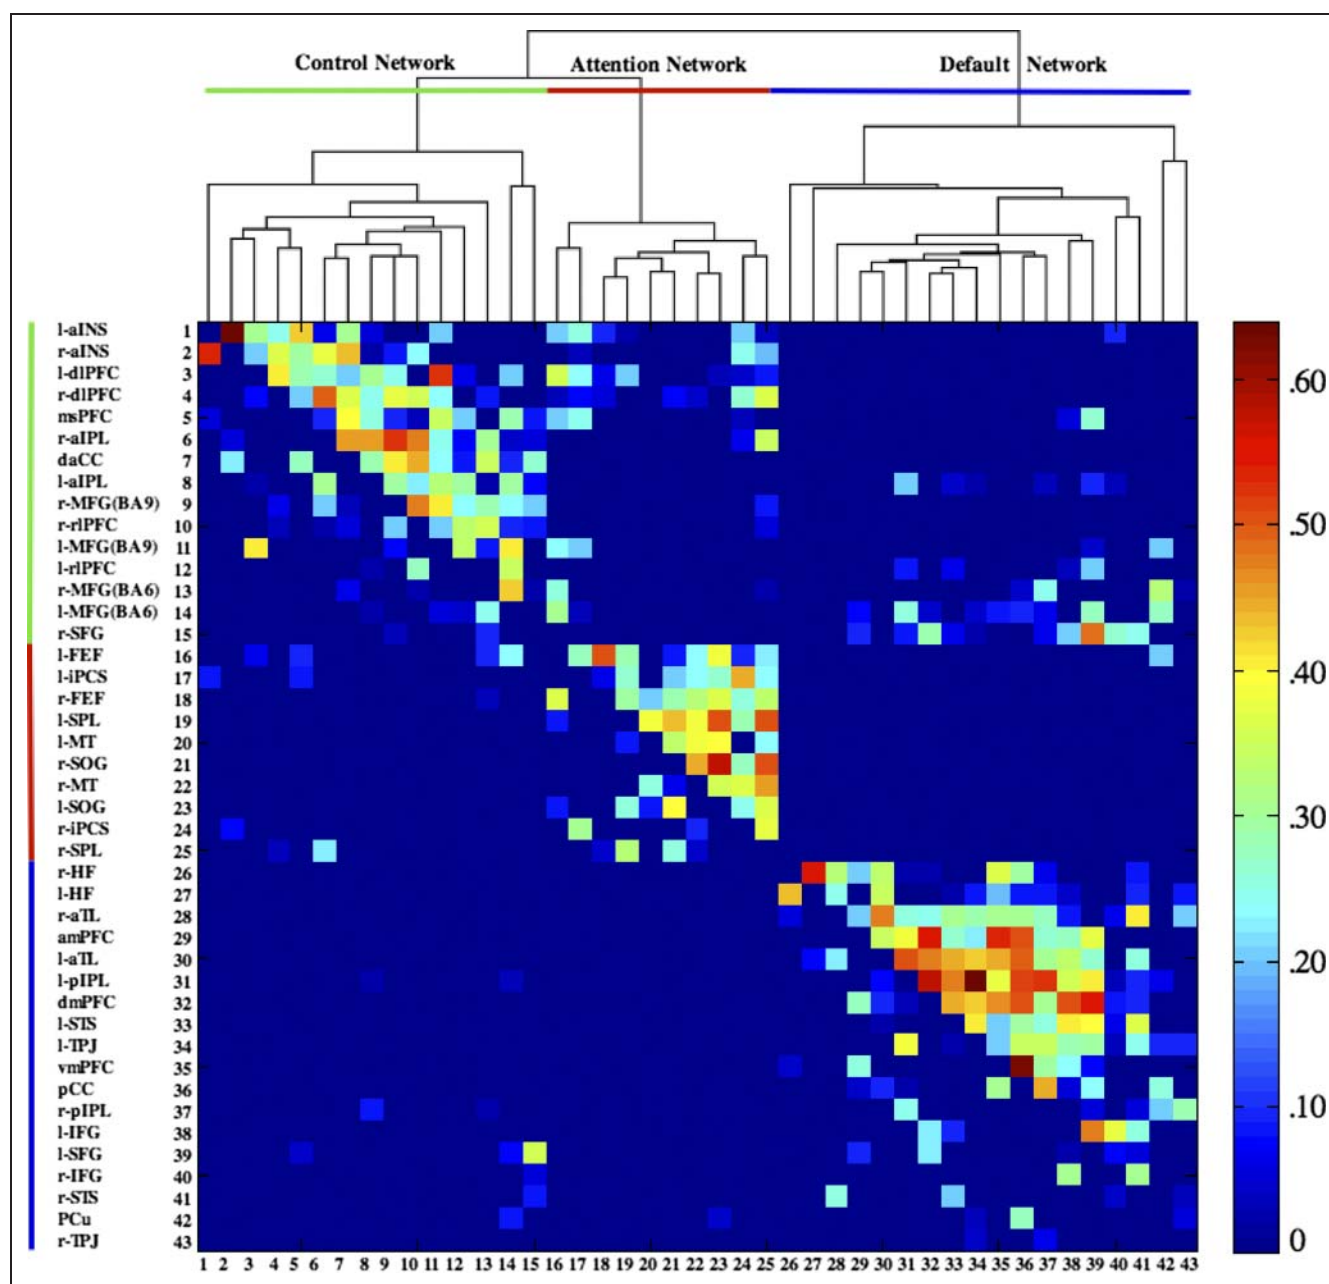 Control Network Attention Network Default Network
l-aINS 1
r-aINS 2
l-dlPFC 3
r-dlPFC 4
msPFC 5
r-aIPL 6
daCC 7
l-aIPL 8
r-MFG(BA9) 9
r-rlPFC 10
l-MFG(BA9) 11
l-rlPFC 12
r-MFG(BA6) 13
l-MFG(BA6) 14
r-SFG 15
l-FEF 16
l-iPCS 17
r-FEF 18
l-SPL 19
l-MT 20
r-SOG 21
r-MT 22
l-SOG 23
r-iPCS 24
r-SPL 25
r-HF 26
l-HF 27
r-aTL 28
amPFC 29
l-aTL 30
l-pIPL 31
dmPFC 32
l-STS 33
l-TPJ 34
vmPFC 35
pCC 36
r-pIPL 37
l-IFG 38
l-SFG 39
r-IFG 40
r-STS 41
PCu 42
r-TPJ 43
1 2 3 4 5 6 7 8 9 10 11 12 13 14 15 16 17 18 19 20 21 22 23 24 25 26 27 28 29 30 31 32 33 34 35 36 37 38 39 40 41 42 43
.60
.50
.40
.30
.20
.10
0